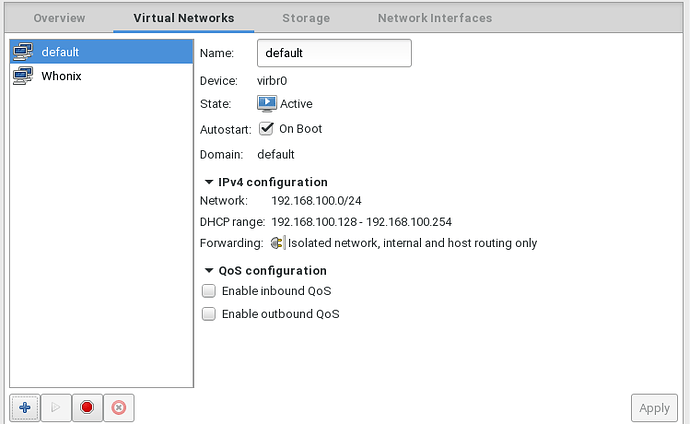 Overview Virtual Networks Storage Network Interfaces
default
Whonix
Name: default
Device: virbr0
State: Active
Autostart: On Boot
Domain: default
IPv4 configuration
Network: 192.168.100.0/24
DHCP range: 192.168.100.128 - 192.168.100.254
Forwarding: Isolated network, internal and host routing only
QoS configuration
Enable inbound QoS
Enable outbound QoS
Apply